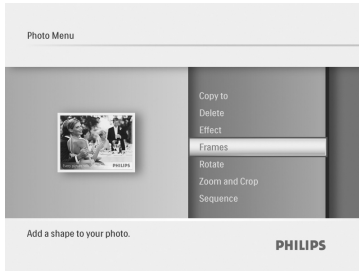 Photo Menu
Copy to
Delete
Effect
Frames
Rotate
Zoom and Crop
Sequence
PHILIPS
Add a shape to your photo.
PHILIPS